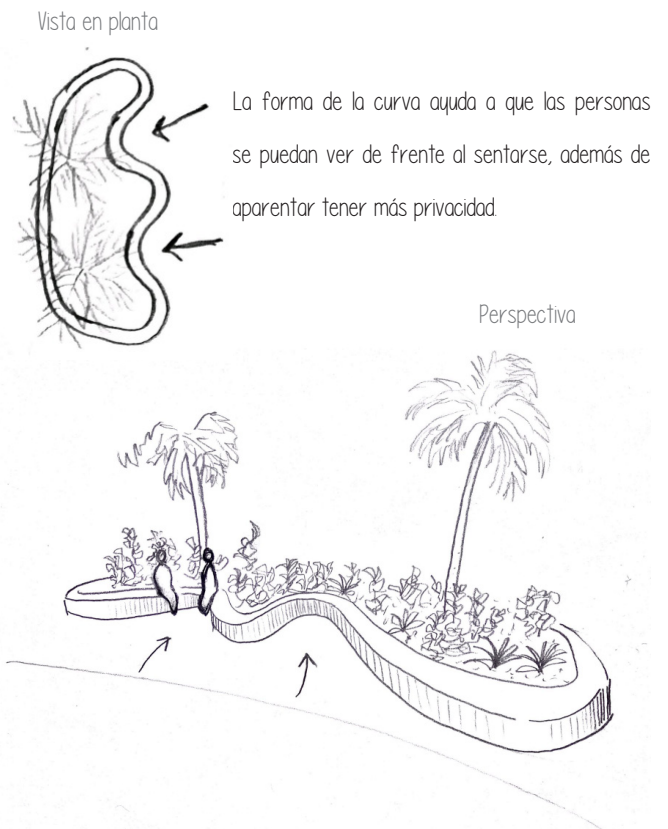 Vista en planta
La forma de la curva ayuda a que las personas
se puedan ver de frente al sentarse, además de
aparentar tener más privacidad.
Perspectiva